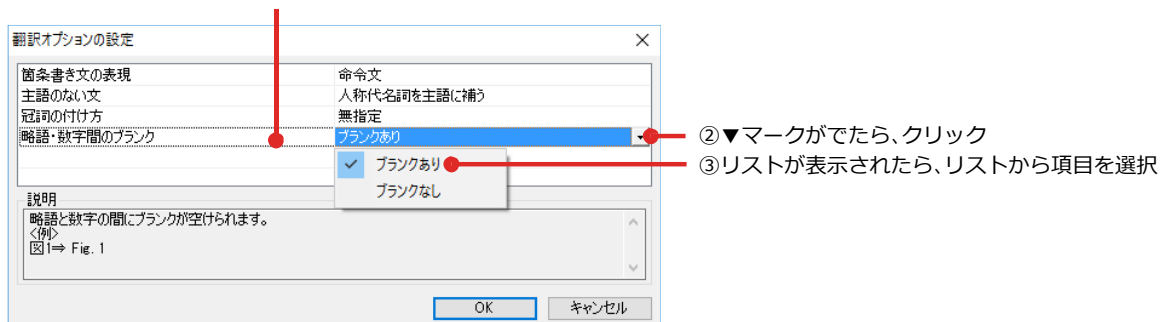 翻訳オプションの設定
箇条書き文の表現 命令文
主語のない文 人称代名詞を主語に補う
冠詞の付け方 無指定
略語・数字間のブランク ブランクあり
②▼マークがでたら、クリック
ブランクあり
③リストが表示されたら、リストから項目を選択
ブランクなし
説明
略語と数字の間にブランクが空けられます。
<例>
図1⇒ Fig. 1
OK キャンセル